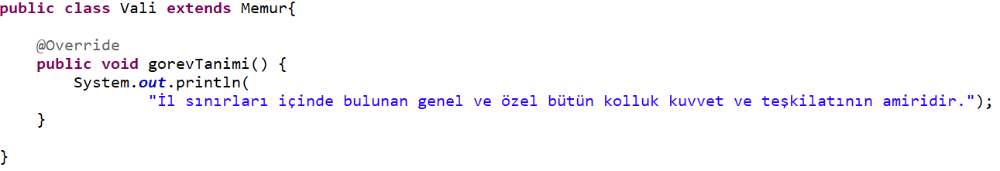 public class Vali extends Memur{
@Override
public void gorevTanimi() {
System.out.println(
"İl sınırları içinde bulunan genel ve özel bütün kolluk kuvvet ve teşkilatının amiridir.");
}
}